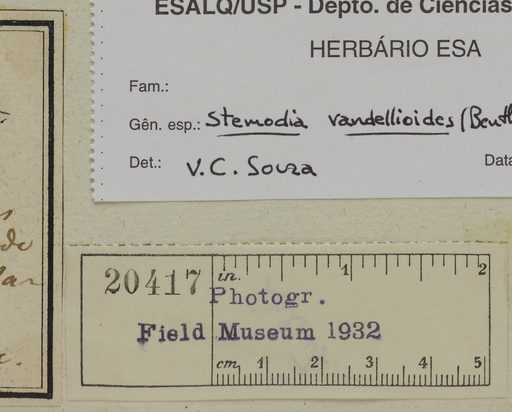 ESALQ/USP - Depto. de Ciências
HERBÁRIO ESA
Fam.:
Gên. esp.: Stemodia vandellioides (Benth
Det.: V. C. Souza
Data
20417
in. 1 2
Photogr.
Field Museum 1932
cm 1 2 3 4 5